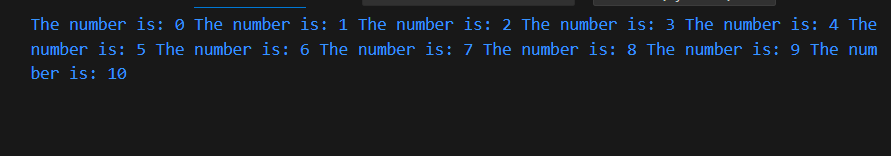 The number is: 0 The number is: 1 The number is: 2 The number is: 3 The number is: 4 The
number is: 5 The number is: 6 The number is: 7 The number is: 8 The number is: 9 The num
ber is: 10